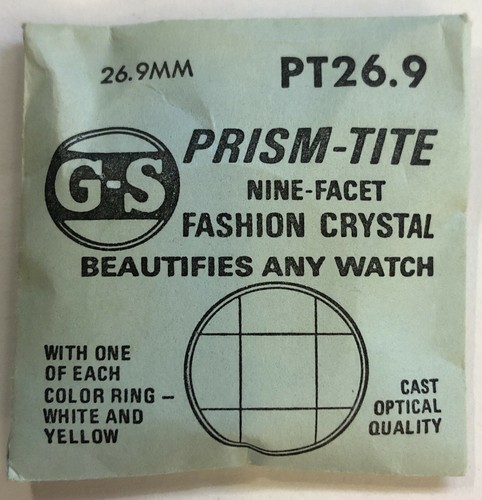 26.9MM
PT26.9
G-S
PRISM-TITE
NINE-FACET
FASHION CRYSTAL
BEAUTIFIES ANY WATCH
WITH ONE
OF EACH
COLOR RING –
WHITE AND
YELLOW
CAST
OPTICAL
QUALITY